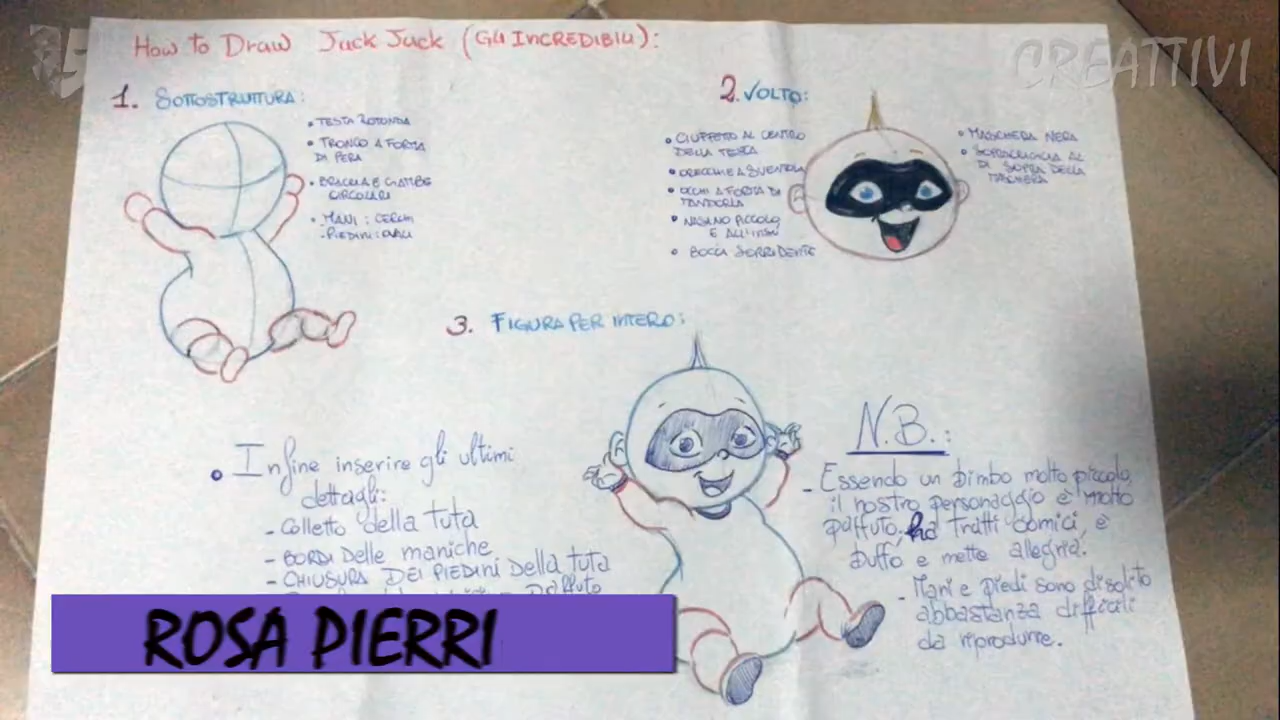 How to Draw Jack Jack (Gli Incredibili):
CREATTIVI
1. SOTTOSTRUTTURA:
• TESTA ROTONDA
• TRONCO A FORMA
DI PERA
• BRACCIA E GAMBE
CIRCOLARI
- MANI: CERCHI
- PIEDINI: OVALI
2. VOLTO:
• CIUFFETTO AL CENTRO
DELLA TESTA
• ORECCHIE A SVENTOLA
• OCCHI A FORMA DI
MANDORLA
• NASINO PICCOLO
E ALL'INSU
• BOCCA SORRIDENTE
• MASCHERA NERA
• SOPRACCIGLIA AL
DI SOPRA DELLA
MASCHERA
3. FIGURA PER INTERO:
• Infine inserire gli ultimi
dettagli:
- Colletto della tuta
- BORDI Delle maniche
- CHIUSURA DEI PIEDINI Della tuta
N.B.:
- Essendo un bimbo molto piccolo,
il nostro personaggio è molto
paffuto, ha tratti comici, è
buffo e mette allegria.
- Mani e piedi sono di solito
abbastanza difficili
da riprodurre.
ROSA PIERRI